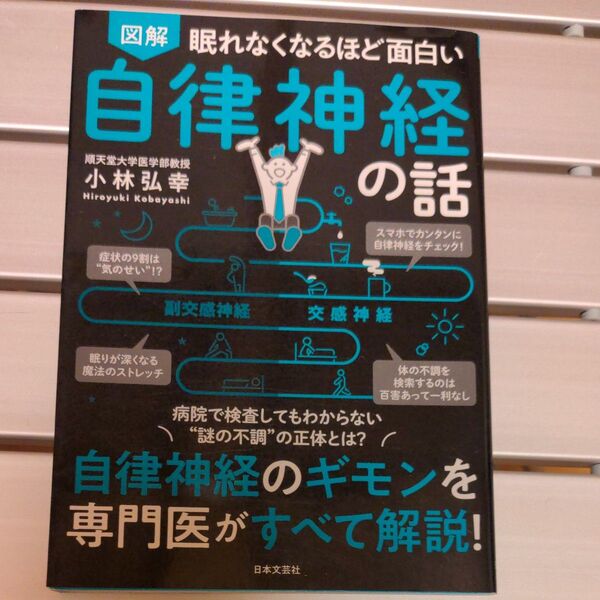 図解
眠れなくなるほど面白い
自律神経
の話
順天堂大学医学部教授
小林弘幸
Hiroyuki Kobayashi
スマホでカンタンに
自律神経をチェック!
症状の9割は
“気のせい”!?
副交感神経
交感神経
眠りが深くなる
魔法のストレッチ
体の不調を
検索するのは
百害あって一利なし
病院で検査してもわからない
“謎の不調”の正体とは?
自律神経のギモンを
専門医がすべて解説!
日本文芸社